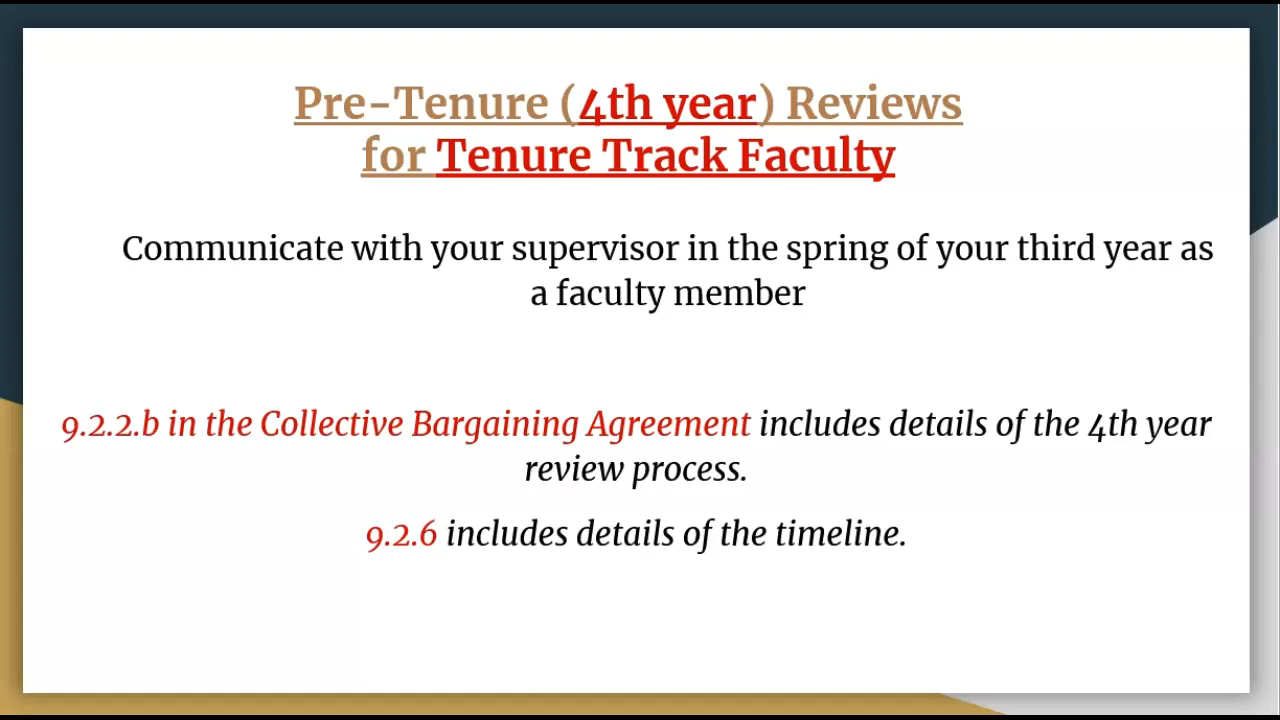 Pre-Tenure (4th year) Reviews
for Tenure Track Faculty
Communicate with your supervisor in the spring of your third year as
a faculty member
9.2.2.b in the Collective Bargaining Agreement includes details of the 4th year
review process.
9.2.6 includes details of the timeline.